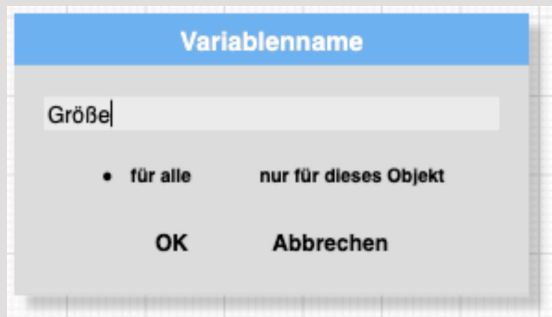 Variablenname
Größe
• für alle nur für dieses Objekt
OK Abbrechen